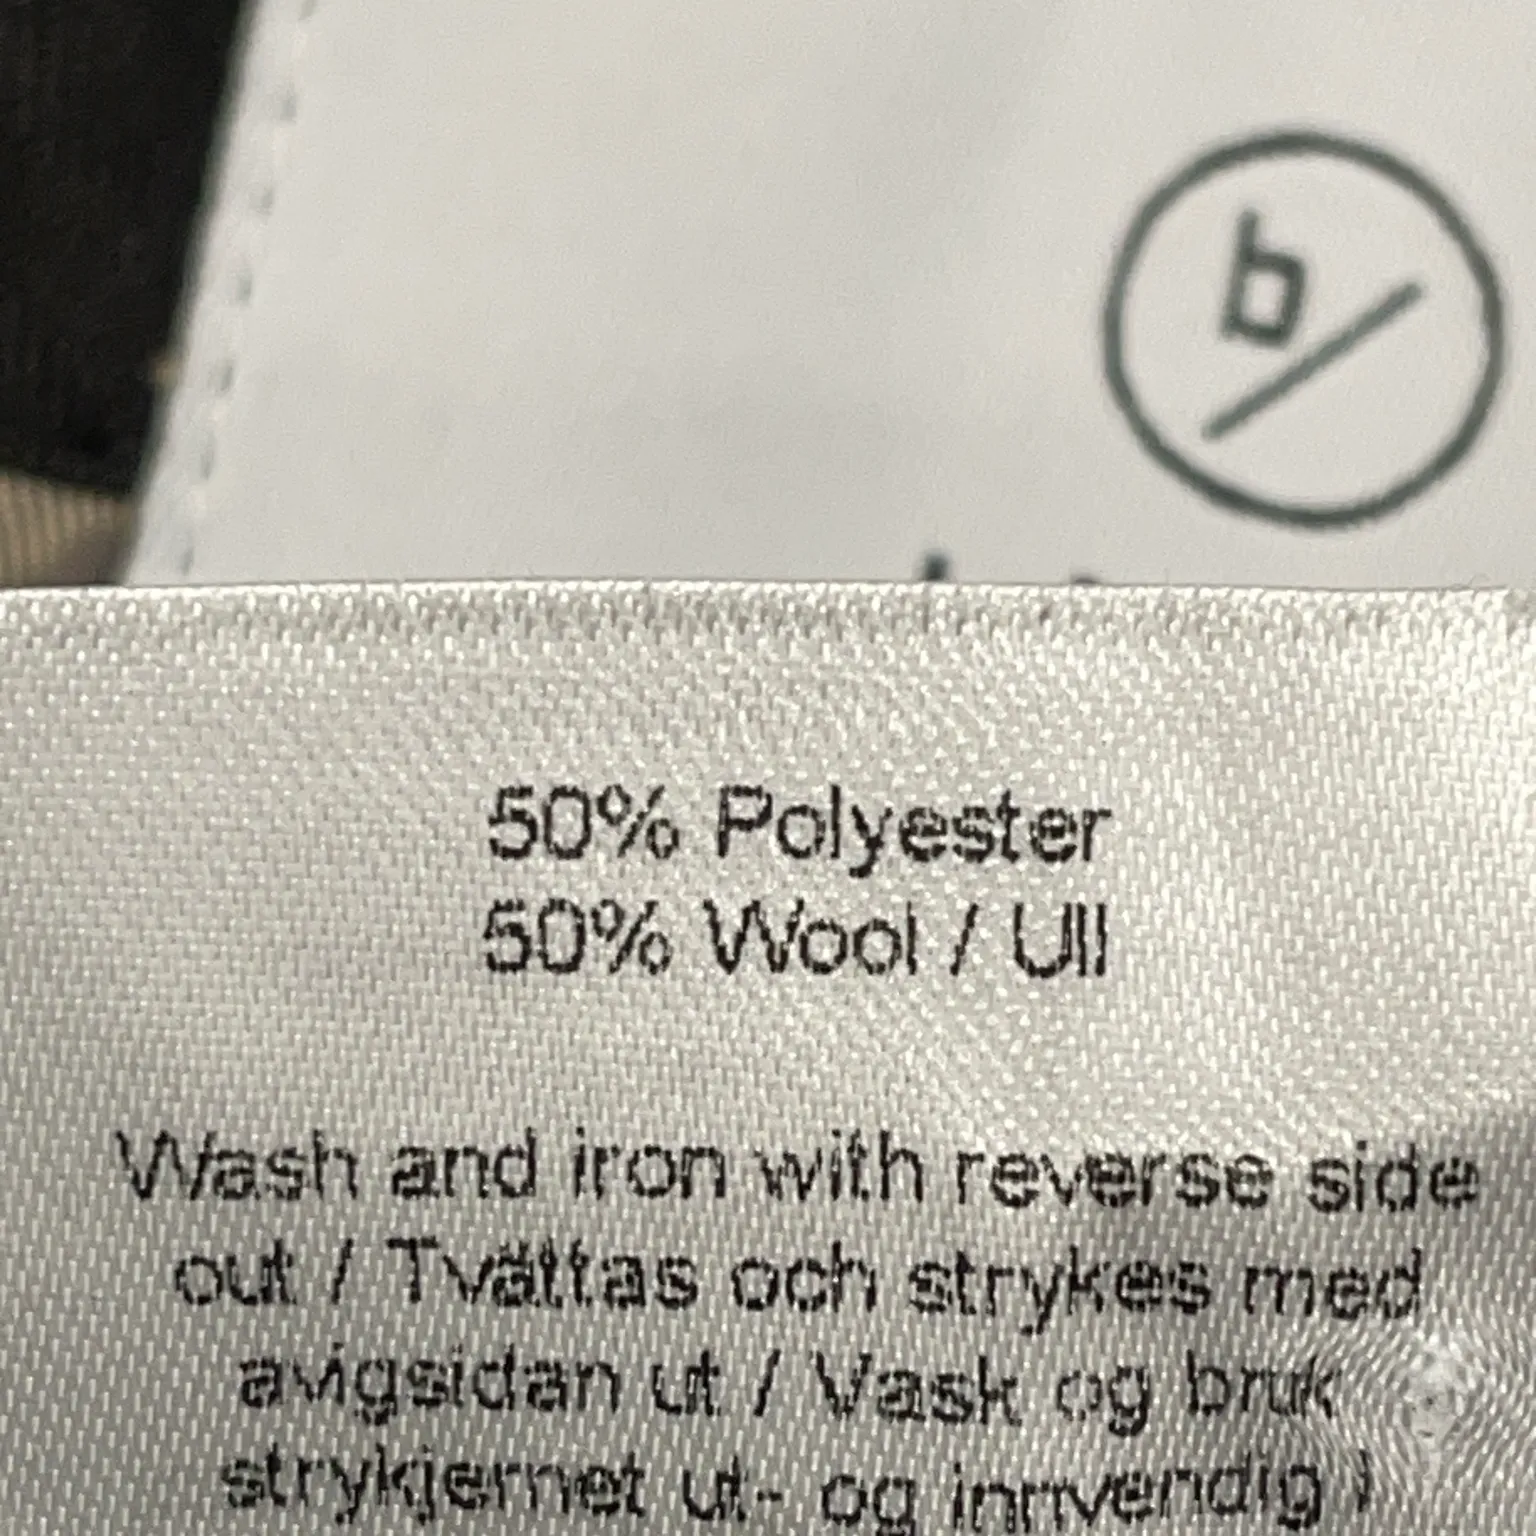 b/
50% Polyester
50% Wool / Ull
Wash and iron with reverse side
out / Tvättas och strykes med
avigsidan ut / Vask og bruk
strykjernet ut- og innvendig /